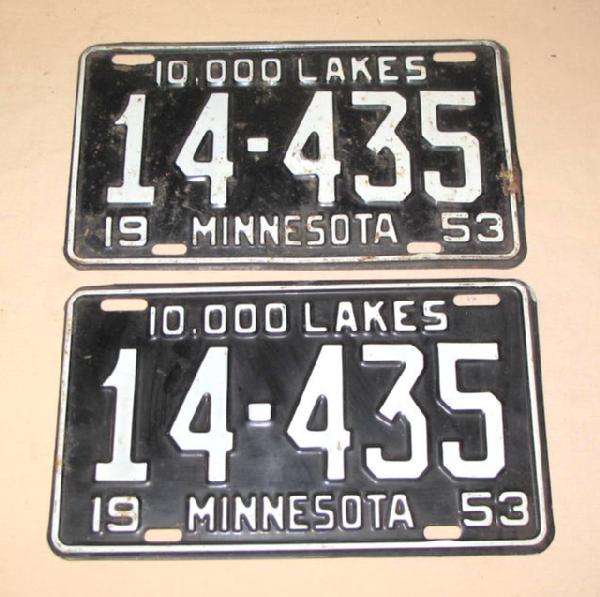 10,000 LAKES
14-435
19 MINNESOTA 53
10,000 LAKES
14-435
19 MINNESOTA 53